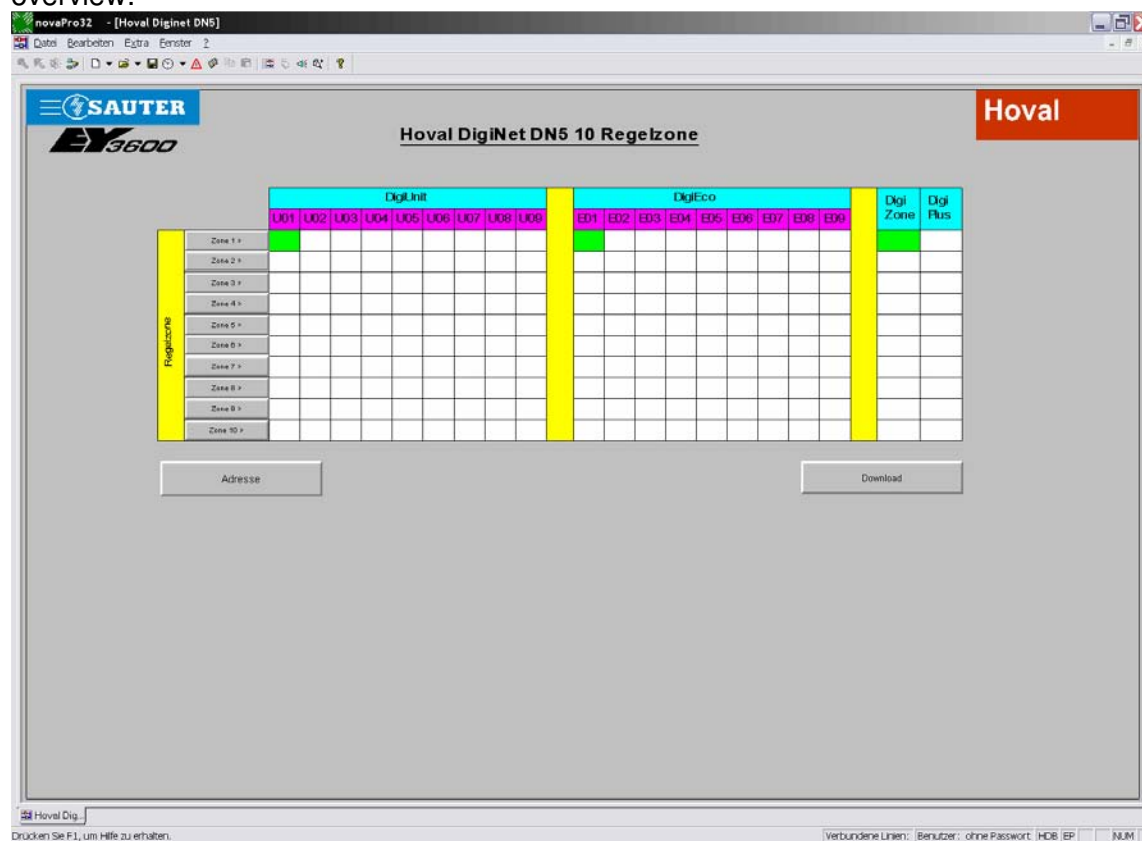 overview:
novaPro32 - [Hoval Diginet DN5]
Datei Bearbeiten Extra Fenster ?
SAUTER
EY3600
Hoval
Hoval DigiNet DN5 10 Regelzone
DigiUnit DigiEco Digi Zone Digi Plus
U01 U02 U03 U04 U05 U06 U07 U08 U09 E01 E02 E03 E04 E05 E06 E07 E08 E09
Regelzone
Zone 1 >
Zone 2 >
Zone 3 >
Zone 4 >
Zone 5 >
Zone 6 >
Zone 7 >
Zone 8 >
Zone 9 >
Zone 10 >
Adresse
Download
Hoval Dig...
Drücken Sie F1, um Hilfe zu erhalten.
Verbundene Linien: Benutzer: ohne Passwort HDB EP NUM